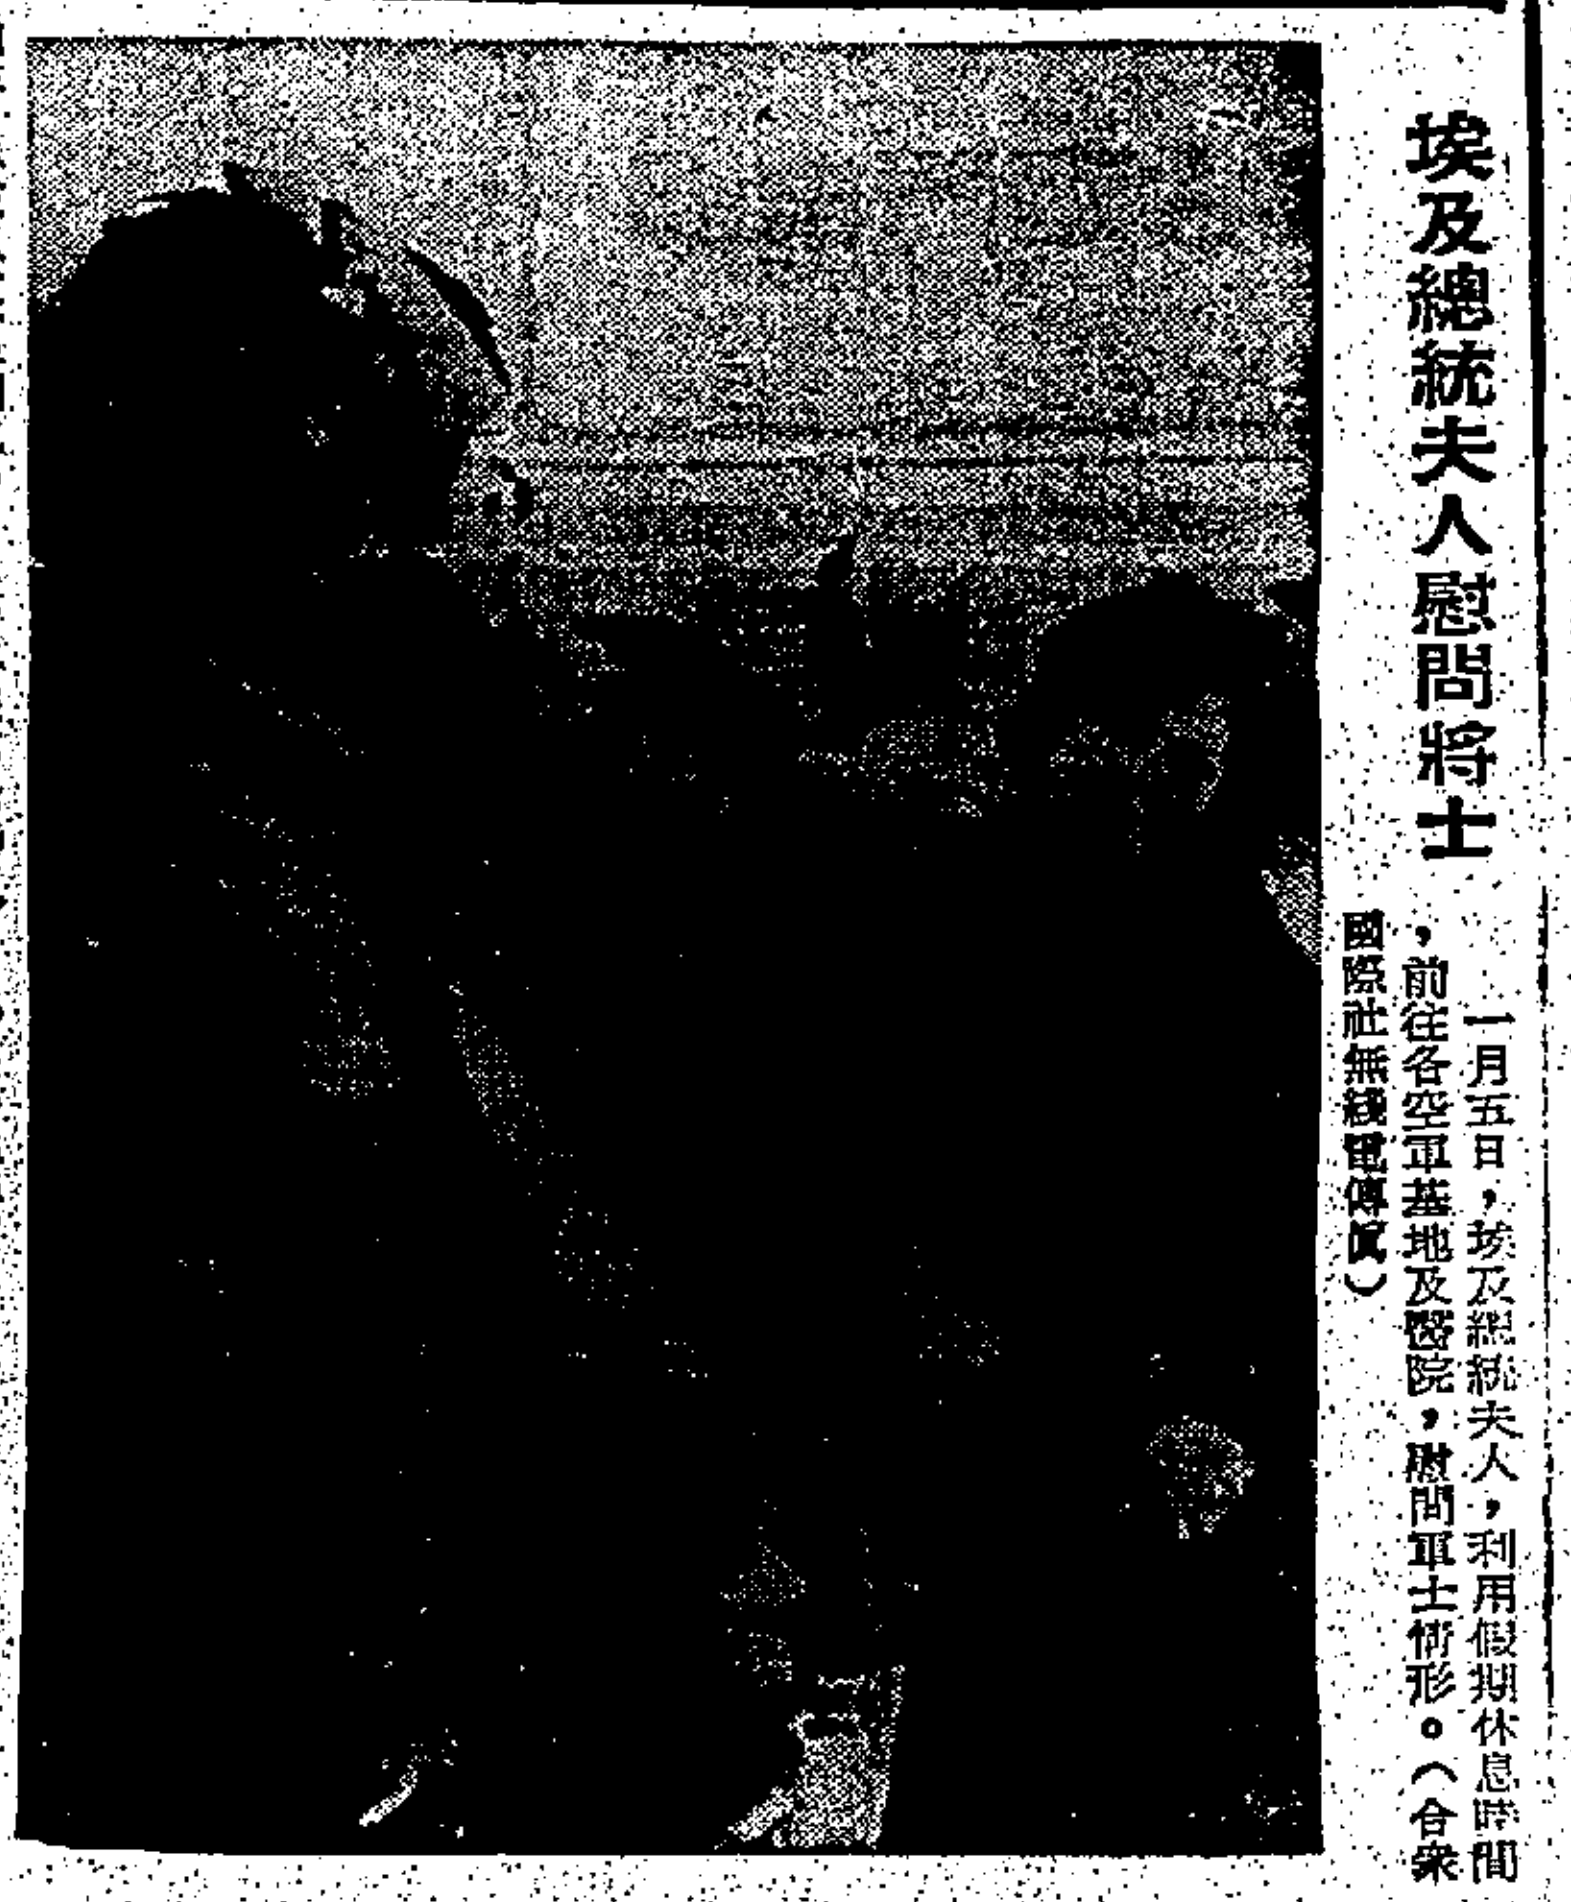 埃及總統夫人慰問將士
一月五日，埃及總統夫人，利用假期休息時間
，前往各空軍基地及醫院，慰問軍士情形。（合衆
國際社無綫電傳眞）